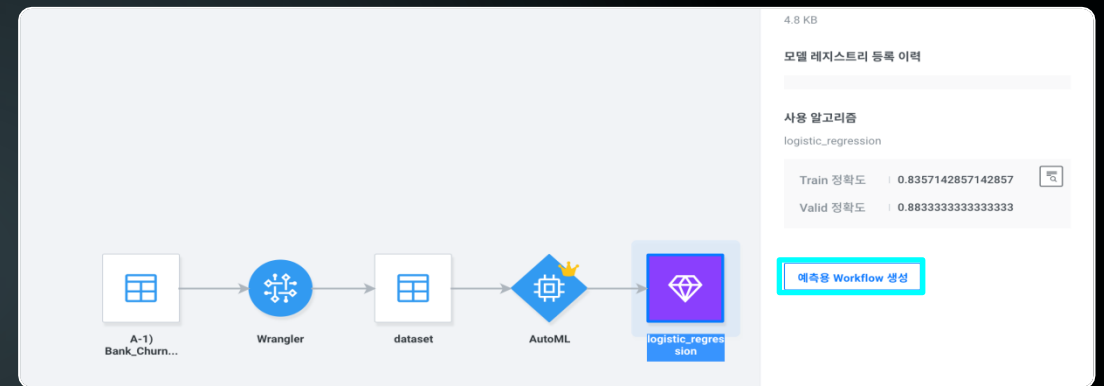 4.8 KB
모델 레지스트리 등록 이력
사용 알고리즘
logistic_regression
Train 정확도 0.8357142857142857
Valid 정확도 0.8833333333333333
예측용 Workflow 생성
A-1)
Bank_Churn...
Wrangler
dataset
AutoML
logistic_regres
sion